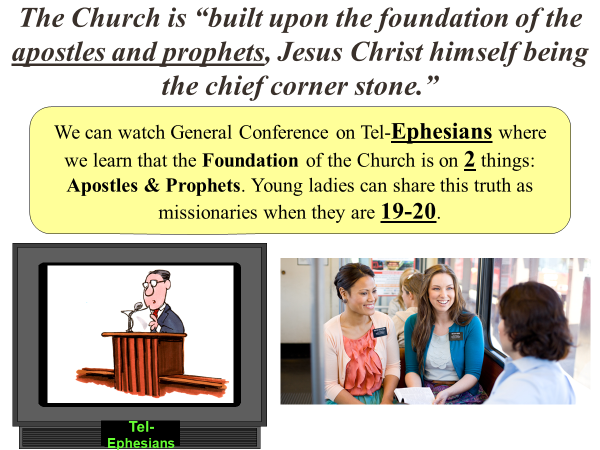 The Church is “built upon the foundation of the
apostles and prophets, Jesus Christ himself being
the chief corner stone.”
We can watch General Conference on Tel-Ephesians where
we learn that the Foundation of the Church is on 2 things:
Apostles & Prophets. Young ladies can share this truth as
missionaries when they are 19-20.
Tel-
Ephesians